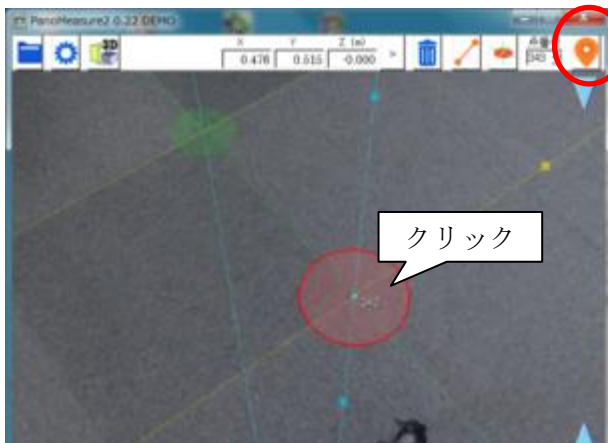 PanoMeasure2 0.22 DEMO
3D
X Y Z (m)
0.476 0.515 -0.000 »
クリック